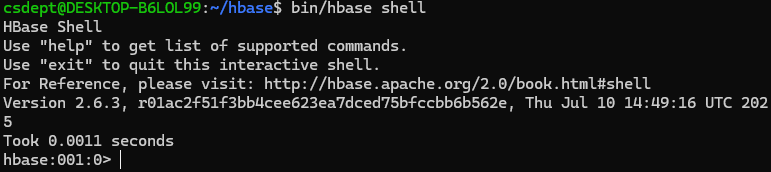 csdept@DESKTOP-B6LOL99:~/hbase$ bin/hbase shell
HBase Shell
Use "help" to get list of supported commands.
Use "exit" to quit this interactive shell.
For Reference, please visit: http://hbase.apache.org/2.0/book.html#shell
Version 2.6.3, r01ac2f51f3bb4cee623ea7dced75bfccbb6b562e, Thu Jul 10 14:49:16 UTC 202
5
Took 0.0011 seconds
hbase:001:0>